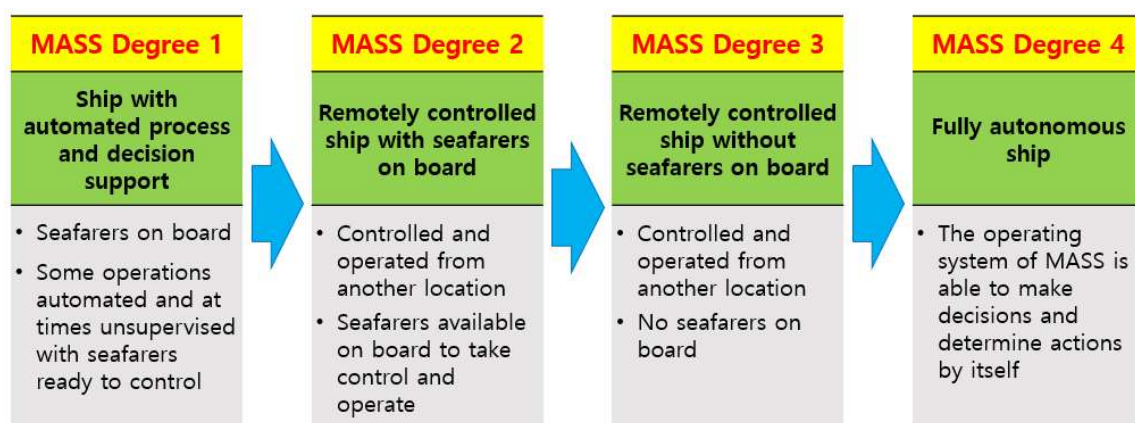 MASS Degree 1
Ship with
automated process
and decision
support
• Seafarers on board
• Some operations
automated and at
times unsupervised
with seafarers
ready to control
MASS Degree 2
Remotely controlled
ship with seafarers
on board
• Controlled and
operated from
another location
• Seafarers available
on board to take
control and
operate
MASS Degree 3
Remotely controlled
ship without
seafarers on board
• Controlled and
operated from
another location
• No seafarers on
board
MASS Degree 4
Fully autonomous
ship
• The operating
system of MASS is
able to make
decisions and
determine actions
by itself